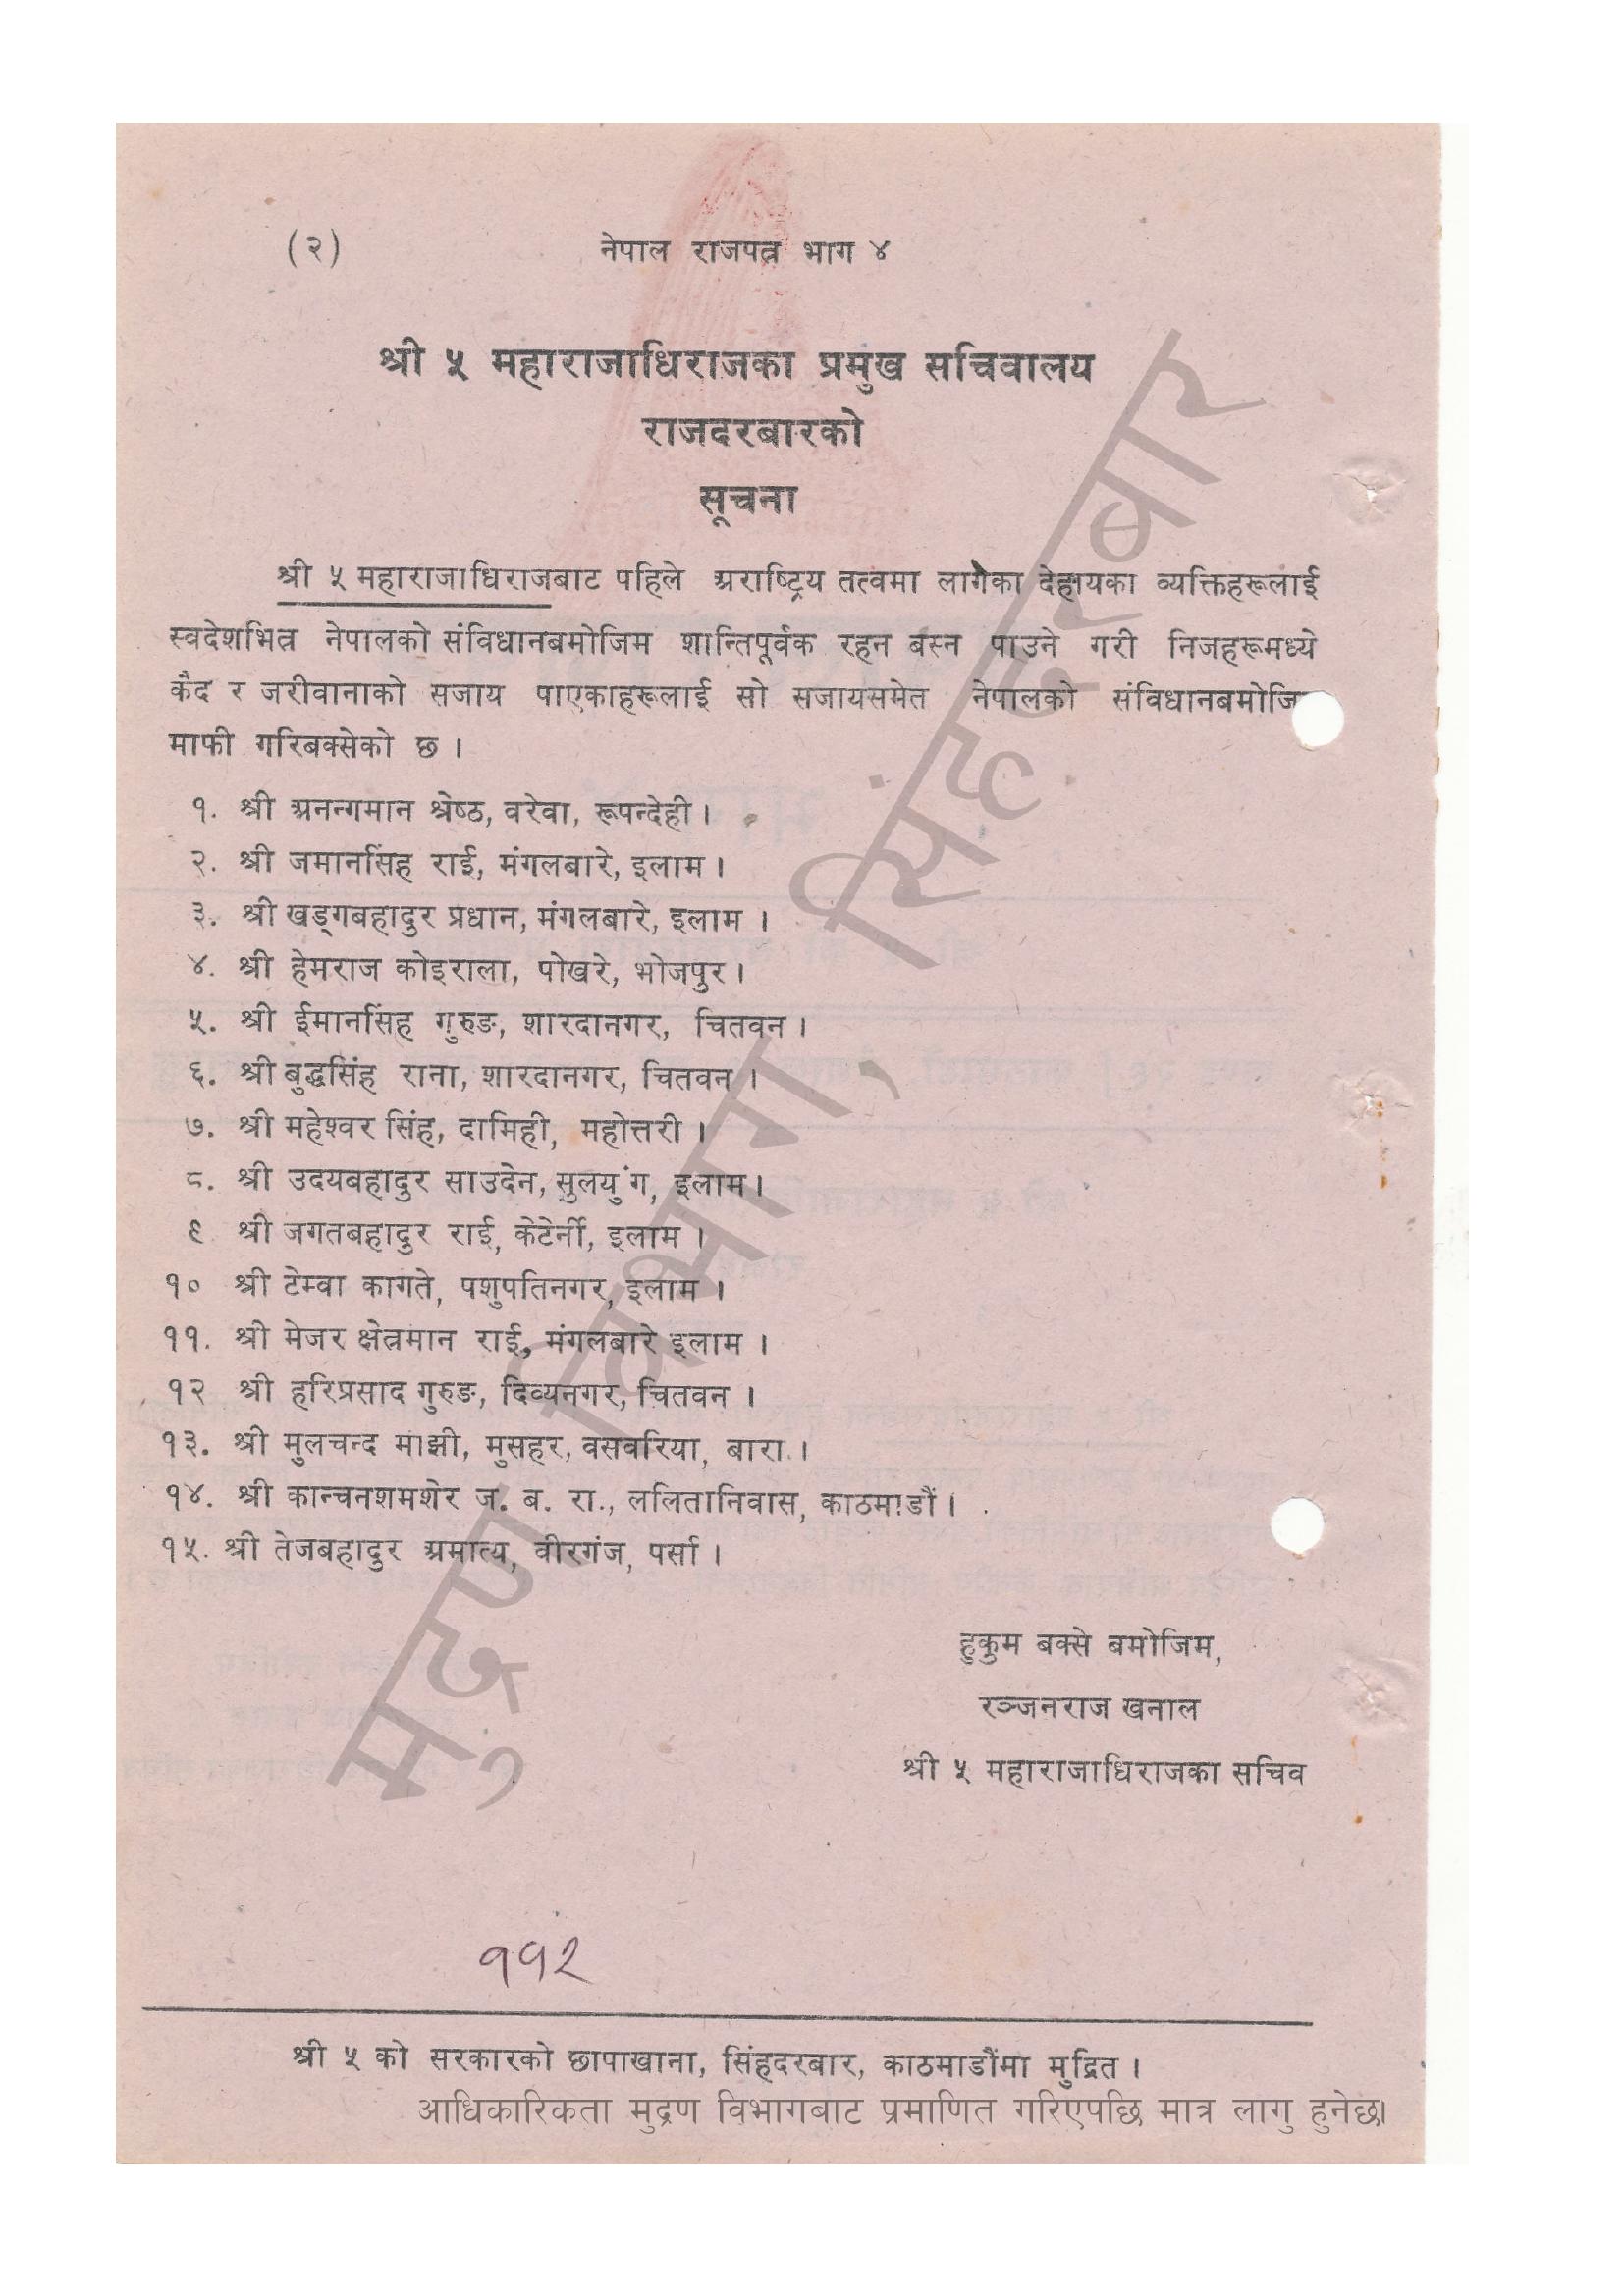 (२) नेपाल राजपत्र भाग ४
श्री ५ महाराजाधिराजका प्रमुख सचिवालय
राजदरबारको
सूचना
श्री ५ महाराजाधिराजबाट पहिले अराष्ट्रिय तत्वमा लागेका देहायका व्यक्तिहरूलाई
स्वदेशभित्र नेपालको संविधानबमोजिम शान्तिपूर्वक रहन बस्न पाउने गरी निजहरूमध्ये
कैद र जरीवानाको सजाय पाएकाहरूलाई सो सजायसमेत नेपालको
माफी गरिबक्सेको छ ।
१. श्री अनन्गमान श्रेष्ठ, वरेवा, रूपन्देही ।
२. श्री जमानसिंह राई, मंगलबारे, इलाम ।
३. श्री खड्गबहादुर प्रधान, मंगलबारे, इलाम ।
४. श्री हेमराज कोइराला, पोखरे, भोजपुर ।
५. श्री ईमानसिंह गुरुङ, शारदानगर, चितवन ।
६. श्री बुद्धसिंह राना, शारदानगर, चितवन ।
७. श्री महेश्वर सिंह, दामिही, महोत्तरी ।
८. श्री उदयबहादुर साउदेन, सुलयुंग, इलाम ।
९ श्री जगतबहादुर राई, केटेर्नी, इलाम ।
१० श्री टेम्वा कागते, पशुपतिनगर, इलाम ।
११. श्री मेजर क्षेत्रमान राई, मंगलबारे इलाम ।
१२ श्री हरिप्रसाद गुरुङ, दिव्यनगर, चितवन ।
१३. श्री मुलचन्द माझी, मुसहर, वसवरिया, बारा ।
१४. श्री कान्चनशमशेर ज. ब. रा., ललितानिवास, काठमाडौं ।
१५. श्री तेजबहादुर अमात्य, वीरगंज, पर्सा ।
हुकुम बक्से बमोजिम,
रञ्जनराज खनाल
श्री ५ महाराजाधिराजका सचिव
११२
श्री ५ को सरकारको छापाखाना, सिंहदरबार, काठमाडौंमा मुद्रित ।
आधिकारिकता मुद्रण विभागबाट प्रमाणित गरिएपछि मात्र लागु हुनेछ।
मुद्रण विभाग, सिंहदरबार